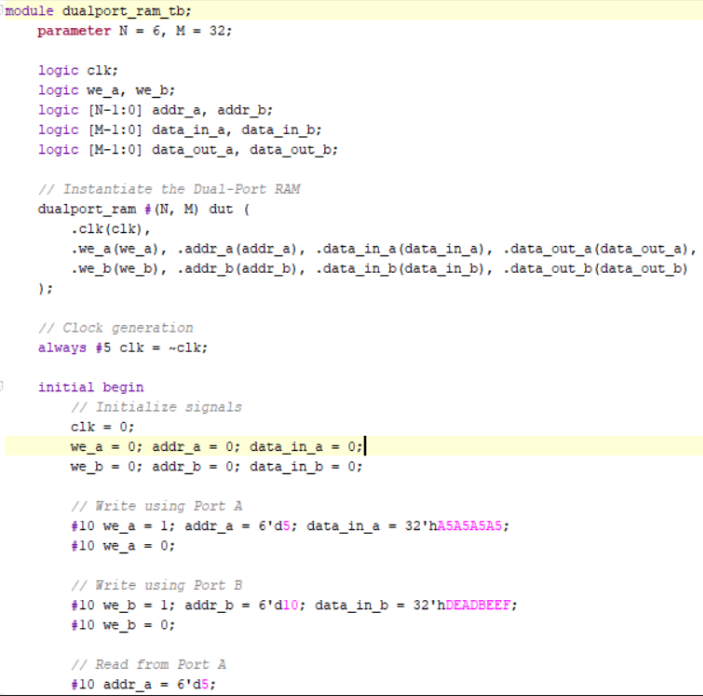 module dualport_ram_tb;
parameter N = 6, M = 32;
logic clk;
logic we_a, we_b;
logic [N-1:0] addr_a, addr_b;
logic [M-1:0] data_in_a, data_in_b;
logic [M-1:0] data_out_a, data_out_b;
// Instantiate the Dual-Port RAM
dualport_ram #(N, M) dut (
.clk(clk),
.we_a(we_a), .addr_a(addr_a), .data_in_a(data_in_a), .data_out_a(data_out_a),
.we_b(we_b), .addr_b(addr_b), .data_in_b(data_in_b), .data_out_b(data_out_b)
);
// Clock generation
always #5 clk = ~clk;
initial begin
// Initialize signals
clk = 0;
we_a = 0; addr_a = 0; data_in_a = 0;
we_b = 0; addr_b = 0; data_in_b = 0;
// Write using Port A
#10 we_a = 1; addr_a = 6'd5; data_in_a = 32'hA5A5A5A5;
#10 we_a = 0;
// Write using Port B
#10 we_b = 1; addr_b = 6'd10; data_in_b = 32'hDEADBEEF;
#10 we_b = 0;
// Read from Port A
#10 addr_a = 6'd5;